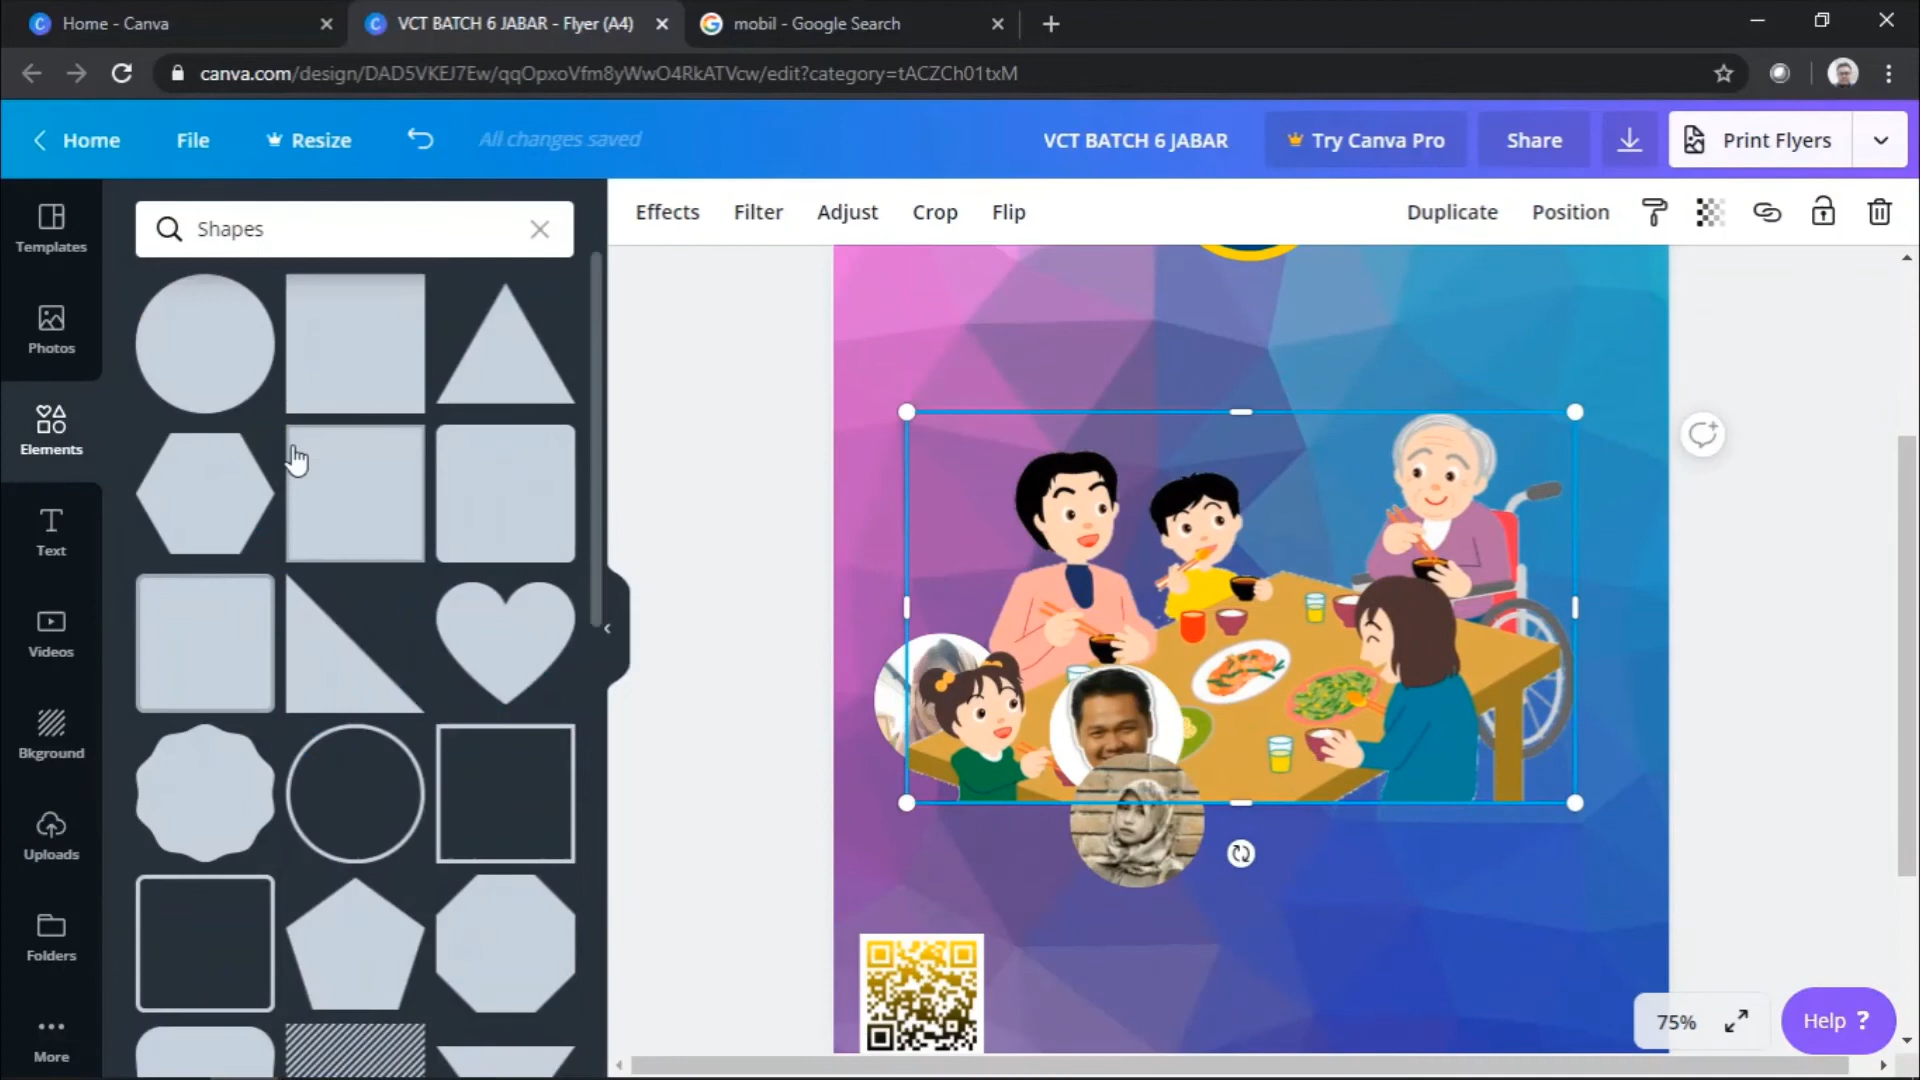 Home - Canva
VCT BATCH 6 JABAR - Flyer (A4)
mobil - Google Search
canva.com/design/DAD5VKEJ7Ew/qqOpxoVfm8yWwO4RkATVcw/edit?category=tACZCh01txM
Home
File
Resize
All changes saved
VCT BATCH 6 JABAR
Try Canva Pro
Share
Print Flyers
Templates
Photos
Elements
Text
Videos
Bkground
Uploads
Folders
More
Shapes
Effects
Filter
Adjust
Crop
Flip
Duplicate
Position
75%
Help ?